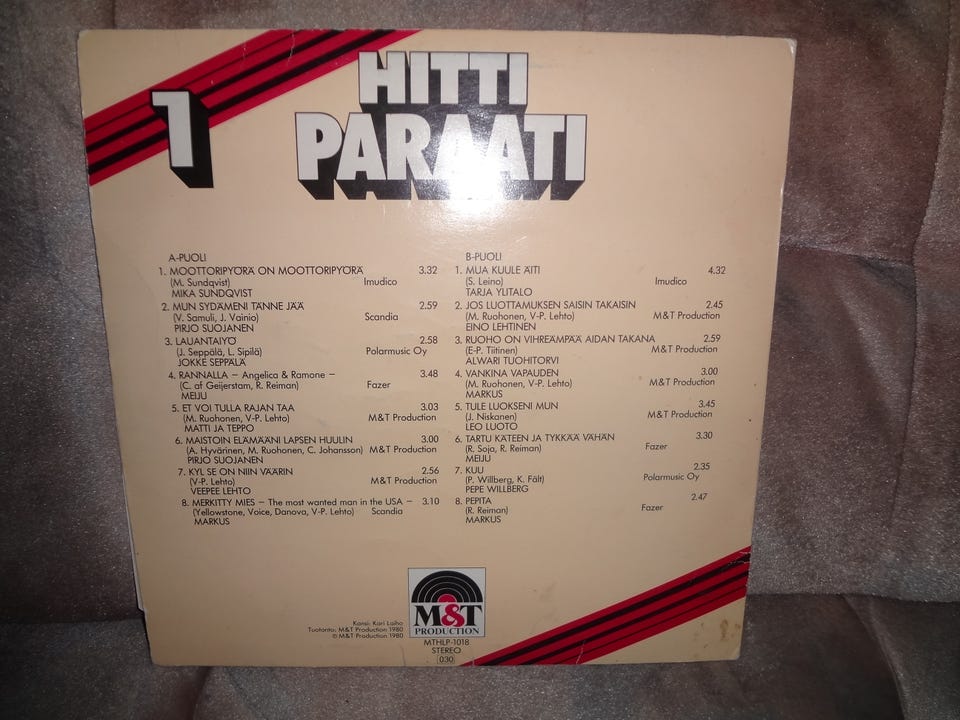 1
HITTI
PARAATI
A-PUOLI
1. MOOTTORIPYÖRÄ ON MOOTTORIPYÖRÄ 3.32
(M. Sundqvist) Imudico
MIKA SUNDQVIST
2. MUN SYDÄMENI TÄNNE JÄÄ 2.59
(V. Samuli, J. Vainio) Scandia
PIRJO SUOJANEN
3. LAUANTAIYÖ 2.58
(J. Seppälä, L. Sipilä) Polarmusic Oy
JOKKE SEPPÄLÄ
4. RANNALLA – Angelica & Ramone – 3.48
(C. af Geijerstam, R. Reiman) Fazer
MEIJU
5. ET VOI TULLA RAJAN TAA 3.03
(M. Ruohonen, V-P. Lehto) M&T Production
MATTI JA TEPPO
6. MAISTOIN ELÄMÄÄNI LAPSEN HUULIN 3.00
(A. Hyvärinen, M. Ruohonen, C. Johansson) M&T Production
PIRJO SUOJANEN
7. KYL SE ON NIIN VÄÄRIN 2.56
(V-P. Lehto) M&T Production
VEEPEE LEHTO
8. MERKITTY MIES – The most wanted man in the USA – 3.10
(Yellowstone, Voice, Danova, V-P. Lehto) Scandia
MARKUS
B-PUOLI
1. MUA KUULE ÄITI 4.32
(S. Leino) Imudico
TARJA YLITALO
2. JOS LUOTTAMUKSEN SAISIN TAKAISIN 2.45
(M. Ruohonen, V-P. Lehto) M&T Production
EINO LEHTINEN
3. RUOHO ON VIHREÄMPÄÄ AIDAN TAKANA 2.59
(E-P. Tiitinen) M&T Production
ALWARI TUOHITORVI
4. VANKINA VAPAUDEN 3.00
(M. Ruohonen, V-P. Lehto) M&T Production
MARKUS
5. TULE LUOKSENI MUN 3.45
(J. Niskanen) M&T Production
LEO LUOTO
6. TARTU KÄTEEN JA TYKKÄÄ VÄHÄN 3.30
(R. Soja, R. Reiman) Fazer
MEIJU
7. KUU 2.35
(P. Willberg, K. Fält) Polarmusic Oy
PEPE WILLBERG
8. PEPITA 2.47
(R. Reiman) Fazer
MARKUS
Kansi: Kari Laiho
Tuotanto: M&T Production 1980
© M&T Production 1980
M&T
PRODUCTION
MTHLP-1018
STEREO
030